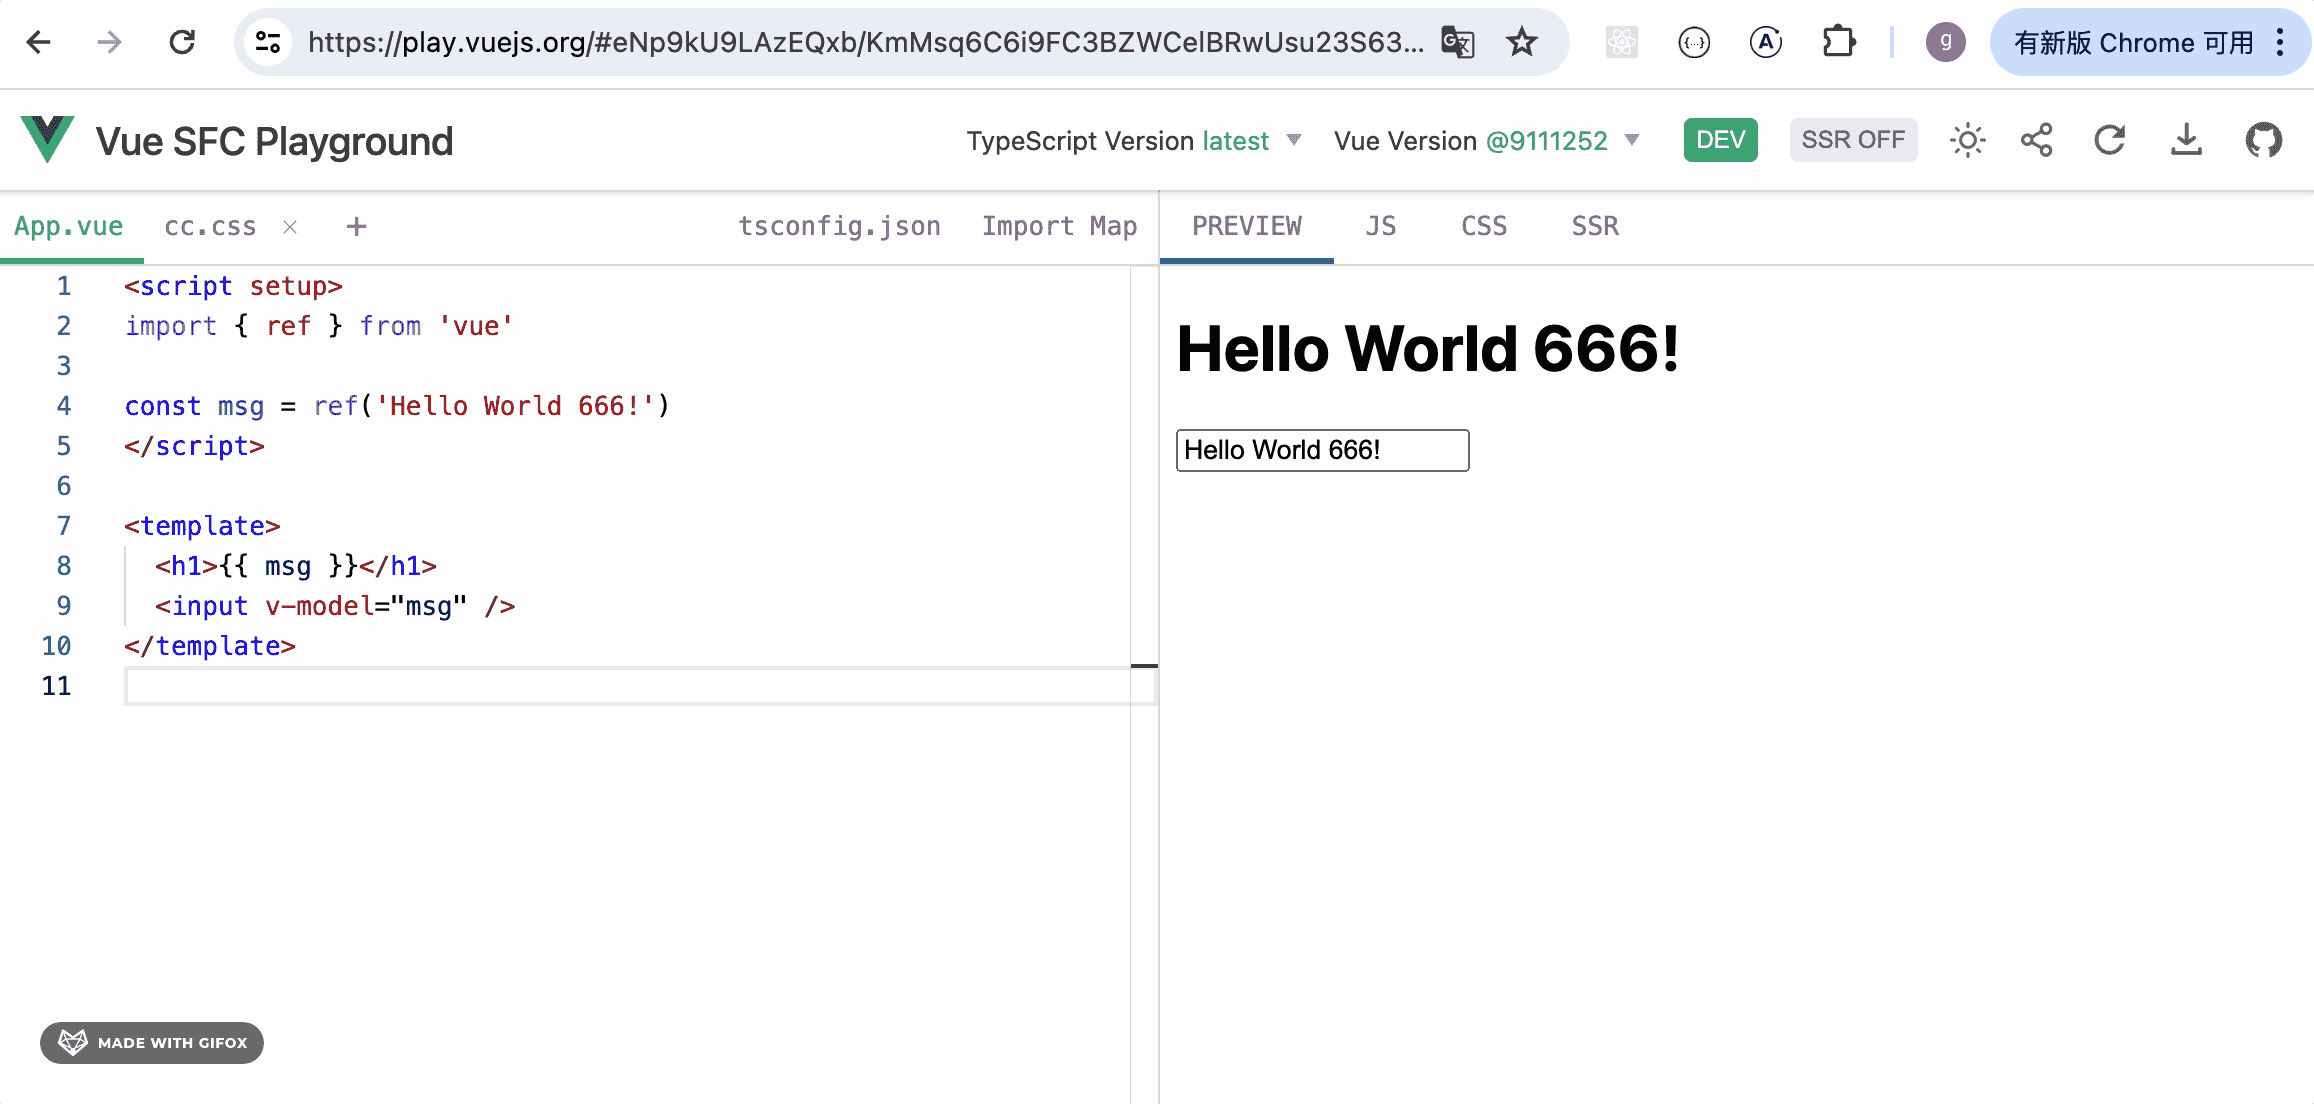 https://play.vuejs.org/#eNp9kU9LAzEQxb/KmMsq6C6i9FC3BZWCelBRwUsu23S63...
g
有新版 Chrome 可用
Vue SFC Playground
TypeScript Version latest
Vue Version @9111252
DEV
SSR OFF
App.vue
cc.css
tsconfig.json
Import Map
PREVIEW
JS
CSS
SSR
1 <script setup>
2 import { ref } from 'vue'
3
4 const msg = ref('Hello World 666!')
5 </script>
6
7 <template>
8   <h1>{{ msg }}</h1>
9   <input v-model="msg" />
10 </template>
11
Hello World 666!
Hello World 666!
MADE WITH GIFOX